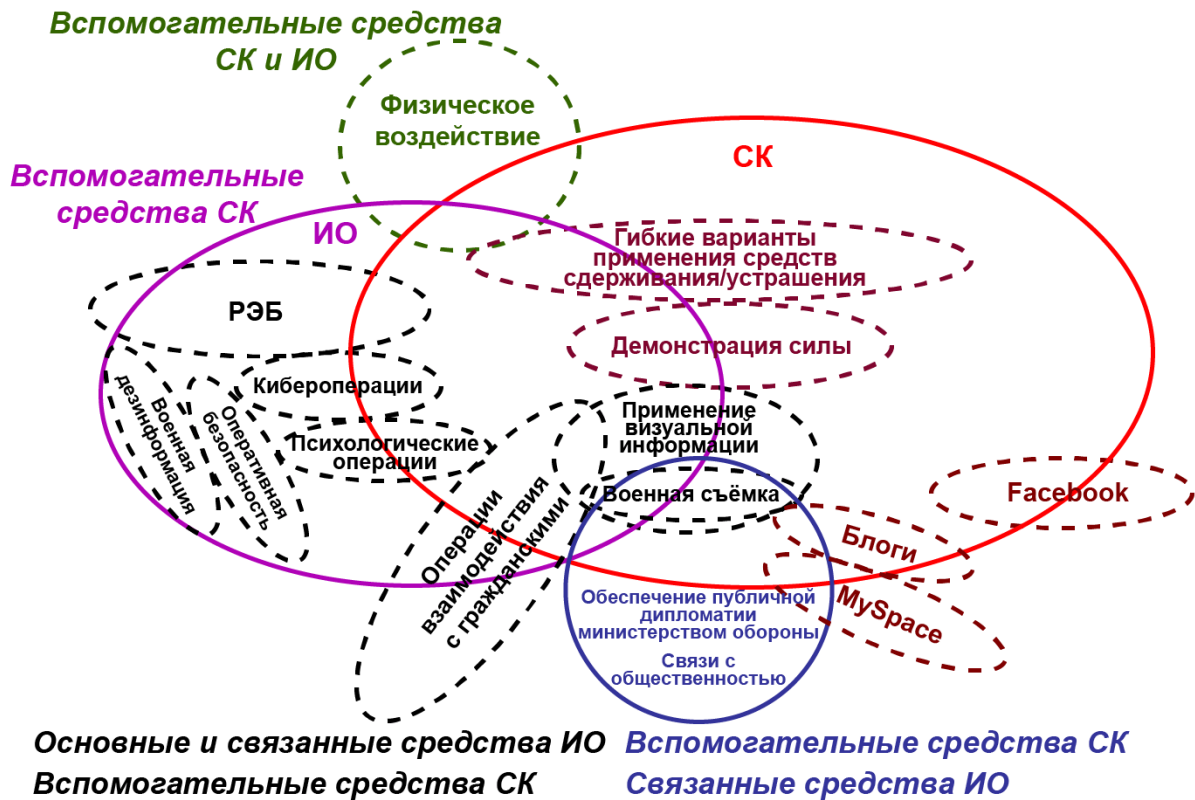 Вспомогательные средства
СК и ИО
Физическое
воздействие
СК
Вспомогательные
средства СК
ИО
Гибкие варианты
применения средств
сдерживания/устрашения
РЭБ
Демонстрация силы
Кибероперации
Военная
дезинформация
Оперативная
безопасность
Психологические
операции
Применение
визуальной
информации
Военная съёмка
Операции
взаимодействия
с гражданскими
Facebook
Блоги
MySpace
Обеспечение публичной
дипломатии
министерством обороны
Связи с
общественностью
Основные и связанные средства ИО
Вспомогательные средства СК
Вспомогательные средства СК
Связанные средства ИО